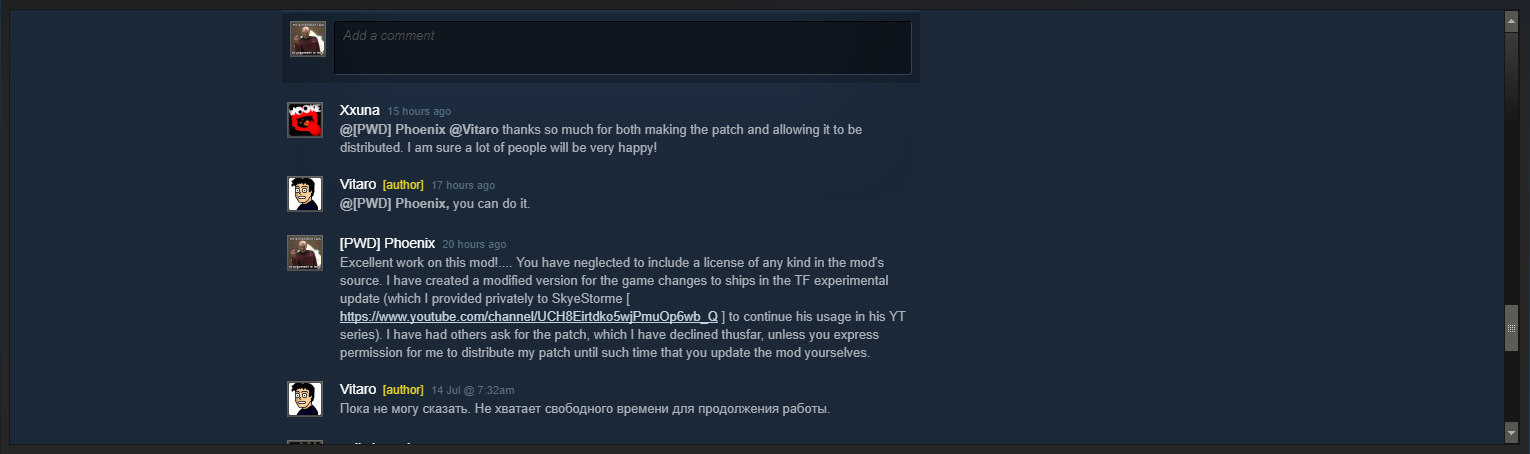 Add a comment
Xxuna 15 hours ago
@[PWD] Phoenix @Vitaro thanks so much for both making the patch and allowing it to be
distributed. I am sure a lot of people will be very happy!
Vitaro [author] 17 hours ago
@[PWD] Phoenix, you can do it.
[PWD] Phoenix 20 hours ago
Excellent work on this mod!.... You have neglected to include a license of any kind in the mod's
source. I have created a modified version for the game changes to ships in the TF experimental
update (which I provided privately to SkyeStorme [
https://www.youtube.com/channel/UCH8Eirtdko5wjPmuOp6wb_Q ] to continue his usage in his YT
series). I have had others ask for the patch, which I have declined thusfar, unless you express
permission for me to distribute my patch until such time that you update the mod yourselves.
Vitaro [author] 14 Jul @ 7:32am
Пока не могу сказать. Не хватает свободного времени для продолжения работы.